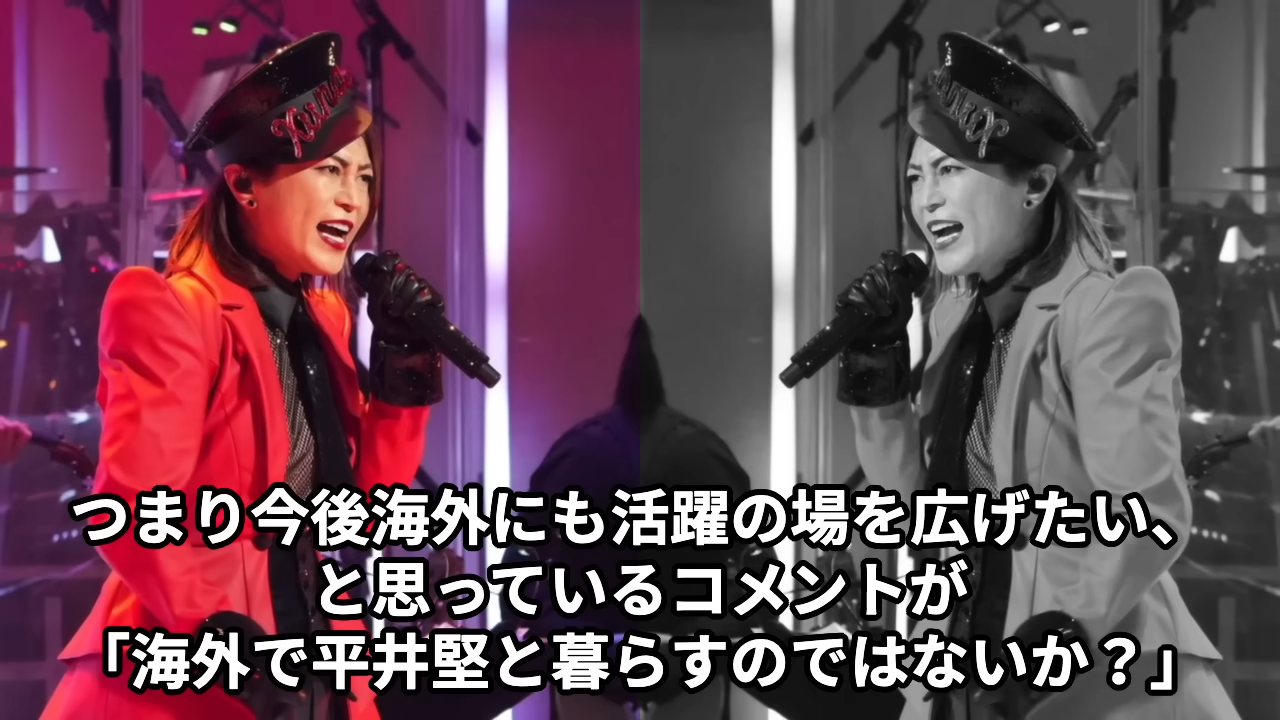 つまり今後海外にも活躍の場を広げたい、
と思っているコメントが
「海外で平井堅と暮らすのではないか？」